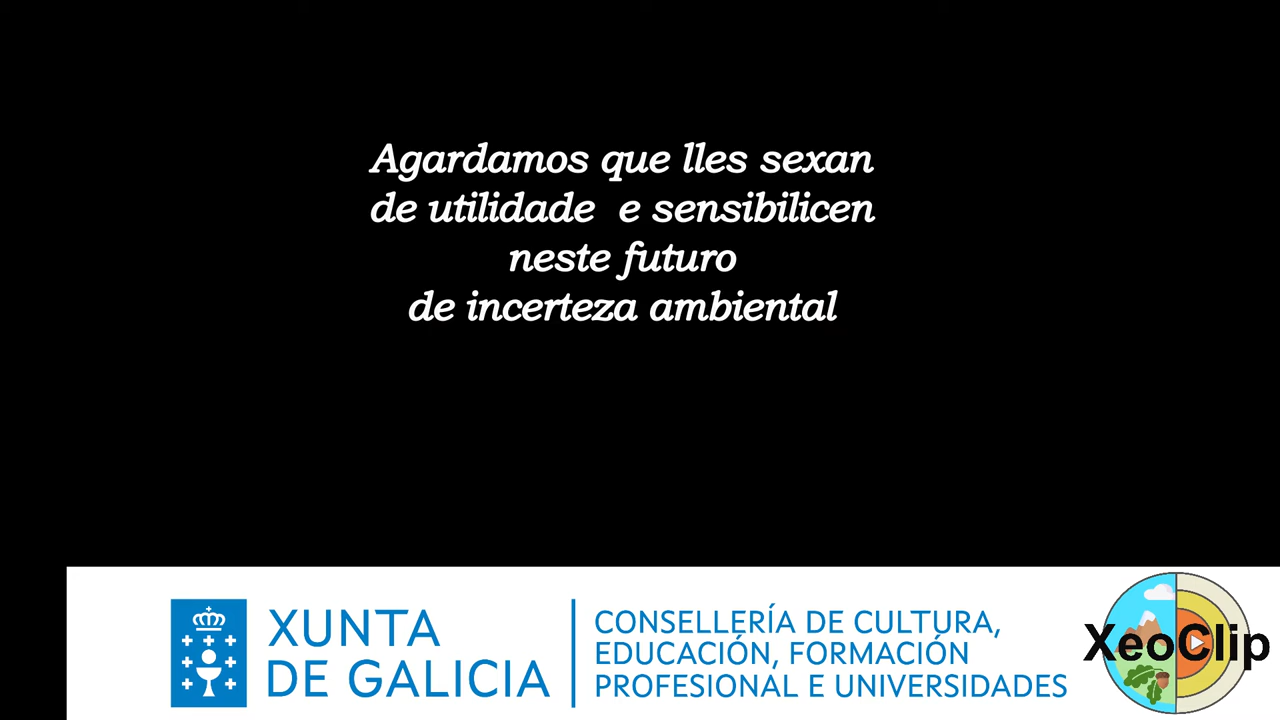 Agardamos que lles sexan
de utilidade e sensibilicen
neste futuro
de incerteza ambiental
XUNTA
DE GALICIA
CONSELLERÍA DE CULTURA,
EDUCACIÓN, FORMACIÓN
PROFESIONAL E UNIVERSIDADES
XeoClip